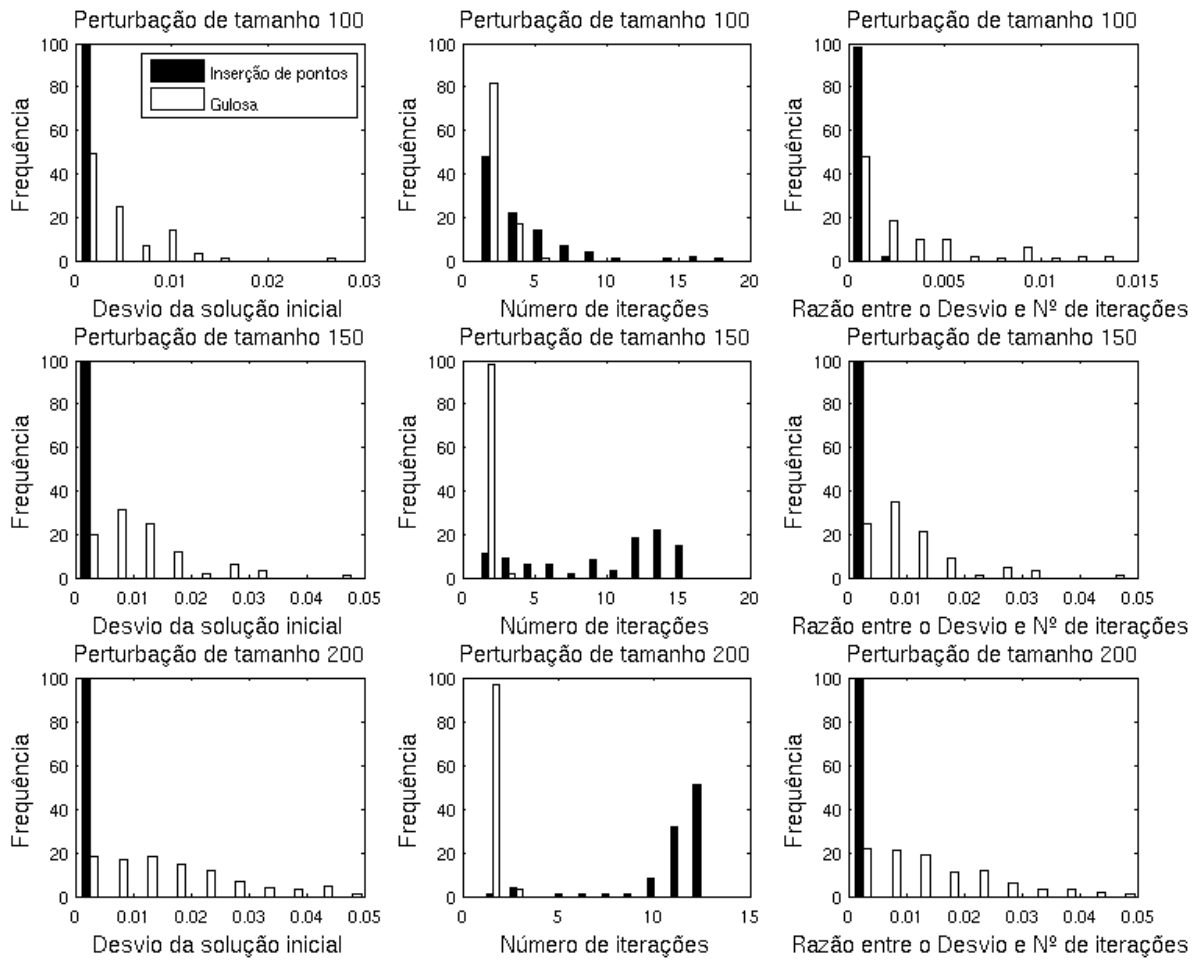 Perturbação de tamanho 100
Frequência
100
80
60
40
20
0
Inserção de pontos
Gulosa
0 0.01 0.02 0.03
Desvio da solução inicial
Perturbação de tamanho 100
Frequência
100
80
60
40
20
0
0 5 10 15 20
Número de iterações
Perturbação de tamanho 100
Frequência
100
80
60
40
20
0
0 0.005 0.01 0.015
Razão entre o Desvio e Nº de iterações
Perturbação de tamanho 150
Frequência
100
80
60
40
20
0
0 0.01 0.02 0.03 0.04 0.05
Desvio da solução inicial
Perturbação de tamanho 150
Frequência
100
80
60
40
20
0
0 5 10 15 20
Número de iterações
Perturbação de tamanho 150
Frequência
100
80
60
40
20
0
0 0.01 0.02 0.03 0.04 0.05
Razão entre o Desvio e Nº de iterações
Perturbação de tamanho 200
Frequência
100
80
60
40
20
0
0 0.01 0.02 0.03 0.04 0.05
Desvio da solução inicial
Perturbação de tamanho 200
Frequência
100
80
60
40
20
0
0 5 10 15
Número de iterações
Perturbação de tamanho 200
Frequência
100
80
60
40
20
0
0 0.01 0.02 0.03 0.04 0.05
Razão entre o Desvio e Nº de iterações